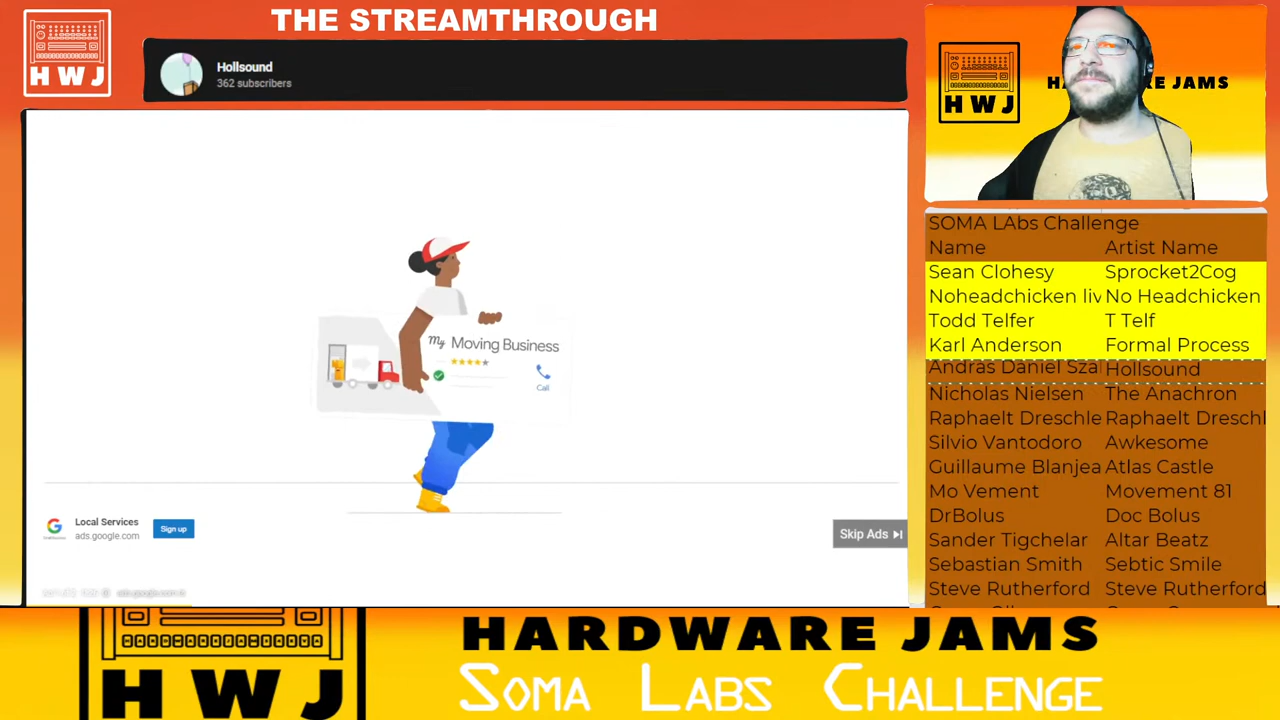 THE STREAMTHROUGH
HWJ
Hollsound
362 subscribers
My Moving Business
Call
Local Services
ads.google.com
Sign up
Skip Ads
HWJ
HARDWARE JAMS
SOMA LAbs Challenge
Name Artist Name
Sean Clohesy Sprocket2Cog
Noheadchicken liv No Headchicken
Todd Telfer T Telf
Karl Anderson Formal Process
Andras Daniel Sza Hollsound
Nicholas Nielsen The Anachron
Raphaelt Dreschle Raphaelt Dreschl
Silvio Vantodoro Awkesome
Guillaume Blanjea Atlas Castle
Mo Vement Movement 81
DrBolus Doc Bolus
Sander Tigchelar Altar Beatz
Sebastian Smith Sebtic Smile
Steve Rutherford Steve Rutherford
HWJ
HARDWARE JAMS
SOMA LABS CHALLENGE